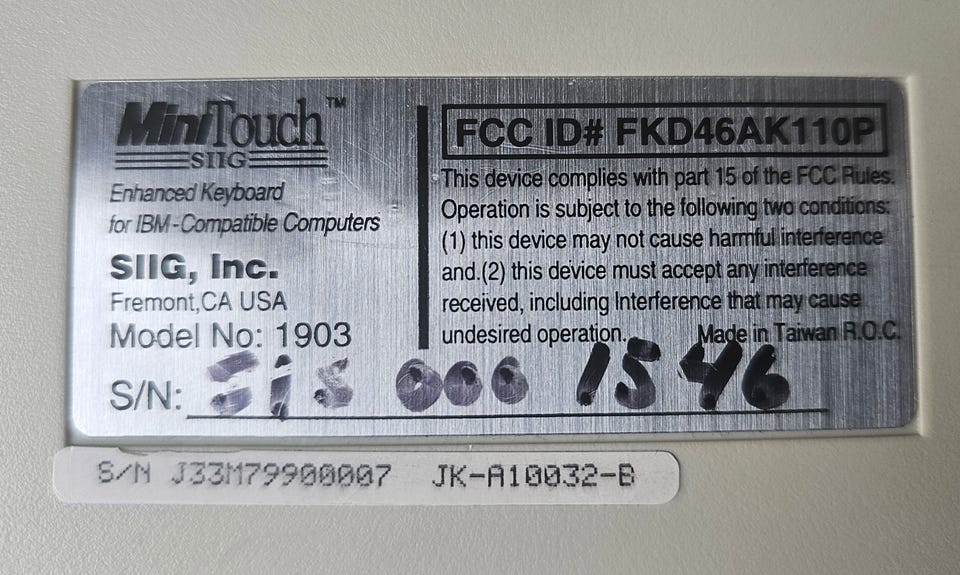 MiniTouch™
SIIG
Enhanced Keyboard
for IBM-Compatible Computers
SIIG, Inc.
Fremont,CA USA
Model No: 1903
FCC ID# FKD46AK110P
This device complies with part 15 of the FCC Rules.
Operation is subject to the following two conditions:
(1) this device may not cause harmful interference
and.(2) this device must accept any interference
received, including Interference that may cause
undesired operation. Made in Taiwan R.O.C.
S/N: 000 1546
S/N J33M79900007 JK-A10032-B